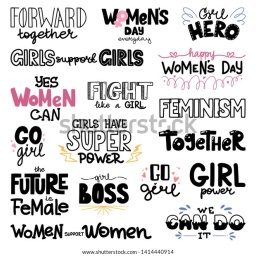 FORWARD
together
WOMEN'S
DAY
everyday
Girl
HERO
GIRLS support GIRLS
happy
WOMEN'S DAY
YES
WOMEN
CAN
FIGHT
like a GIRL
FEMINISM
GO
girl
GIRLS HAVE
SUPER
POWER
TOGETHER
the
FUTURE
is
FeMALE
girl
BOSS
GO
girl
GIRL
power
WOMEN SUPPORT WOMEN
WE
CAN DO
IT
shutterstock
www.shutterstock.com · 1414440914